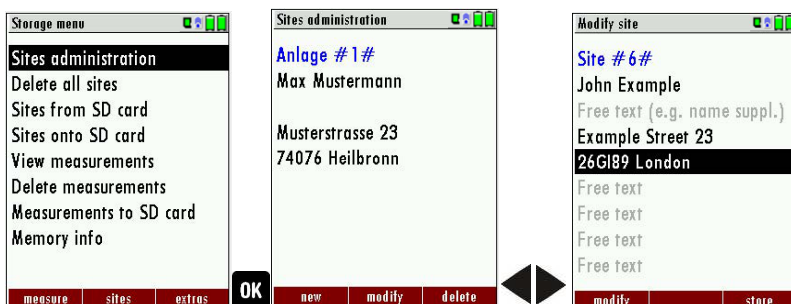 Storage menu
Sites administration
Delete all sites
Sites from SD card
Sites onto SD card
View measurements
Delete measurements
Measurements to SD card
Memory info
measure sites extras
OK
Sites administration
Anlage #1#
Max Mustermann
Musterstrasse 23
74076 Heilbronn
new modify delete
Modify site
Site #6#
John Example
Free text (e.g. name suppl.)
Example Street 23
26GI89 London
Free text
Free text
Free text
Free text
modify store